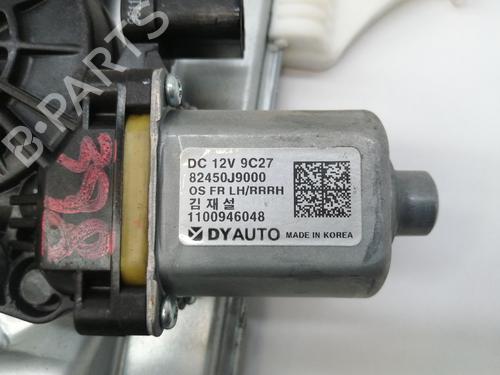 B-PARTS
DC 12V 9C27
82450J9000
OS FR LH/RRRH
김재설
1100946048
DYAUTO MADE IN KOREA